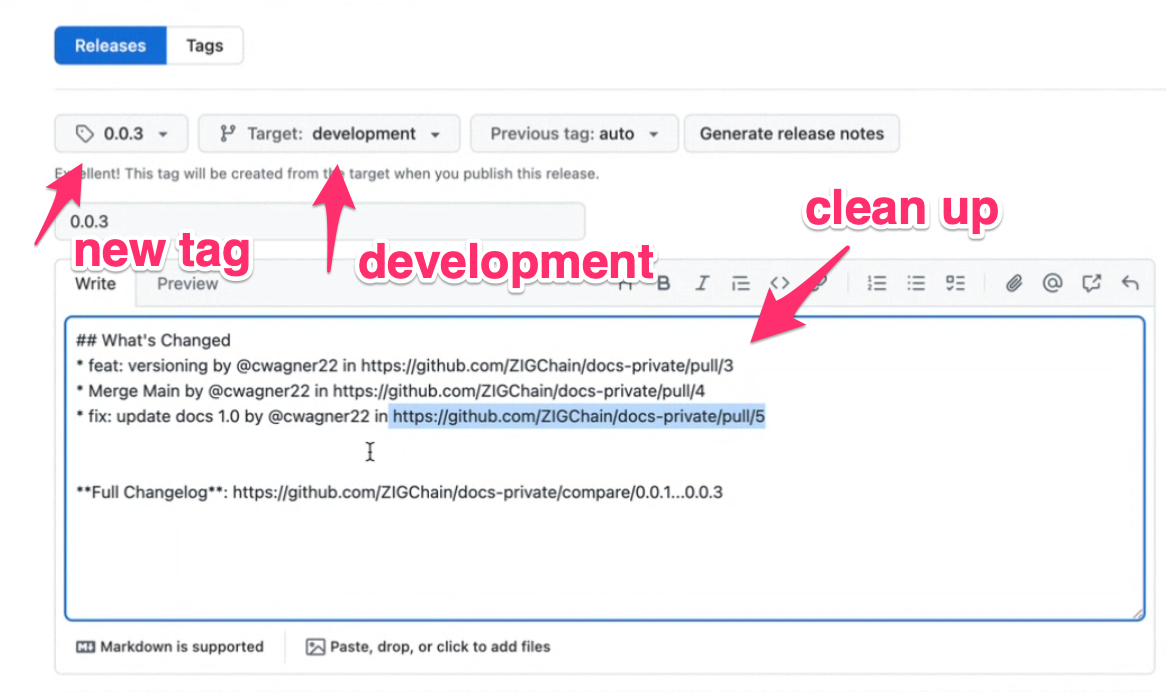 Releases Tags
0.0.3 Target: development Previous tag: auto Generate release notes
Excellent! This tag will be created from the target when you publish this release.
clean up
0.0.3
new tag
development
Write Preview
## What's Changed
* feat: versioning by @cwagner22 in https://github.com/ZIGChain/docs-private/pull/3
* Merge Main by @cwagner22 in https://github.com/ZIGChain/docs-private/pull/4
* fix: update docs 1.0 by @cwagner22 in https://github.com/ZIGChain/docs-private/pull/5
**Full Changelog**: https://github.com/ZIGChain/docs-private/compare/0.0.1...0.0.3
Markdown is supported Paste, drop, or click to add files